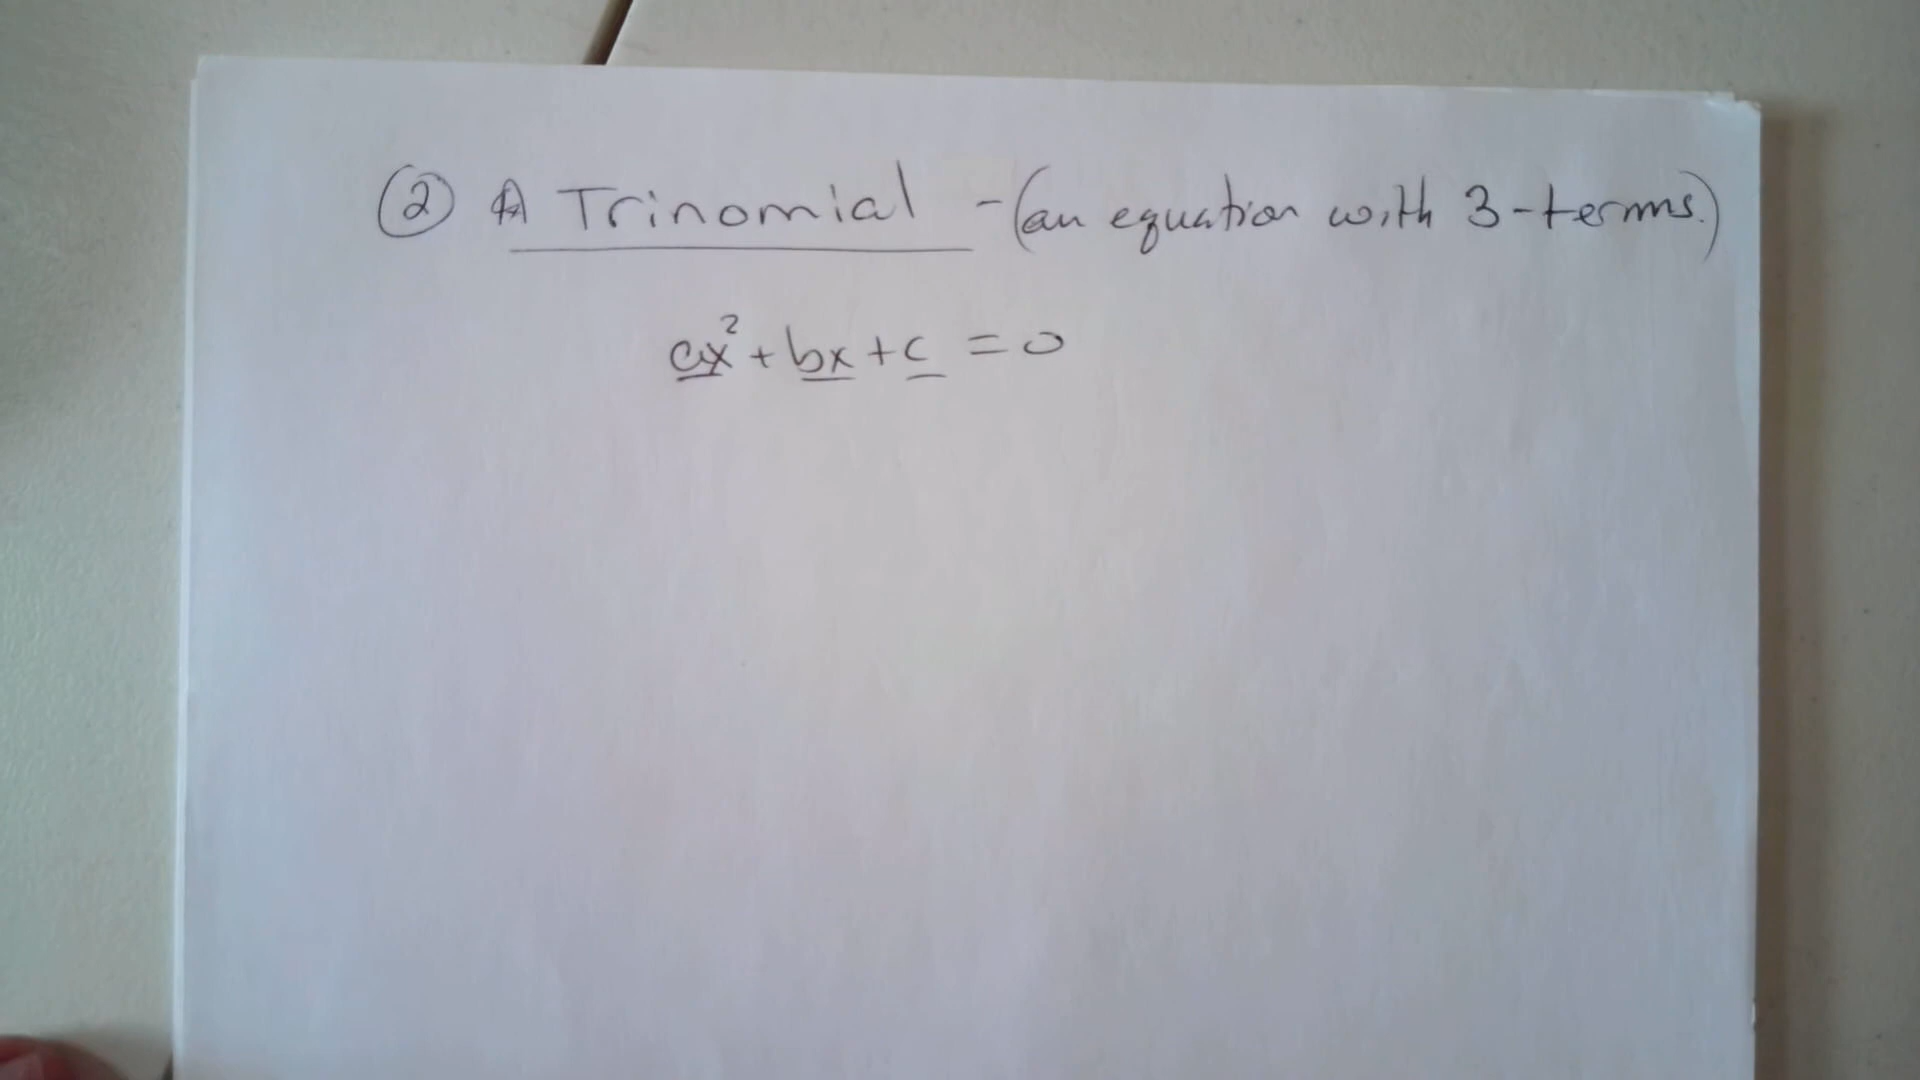 ② A Trinomial - (an equation with 3-terms.)
ax² + bx + c = 0